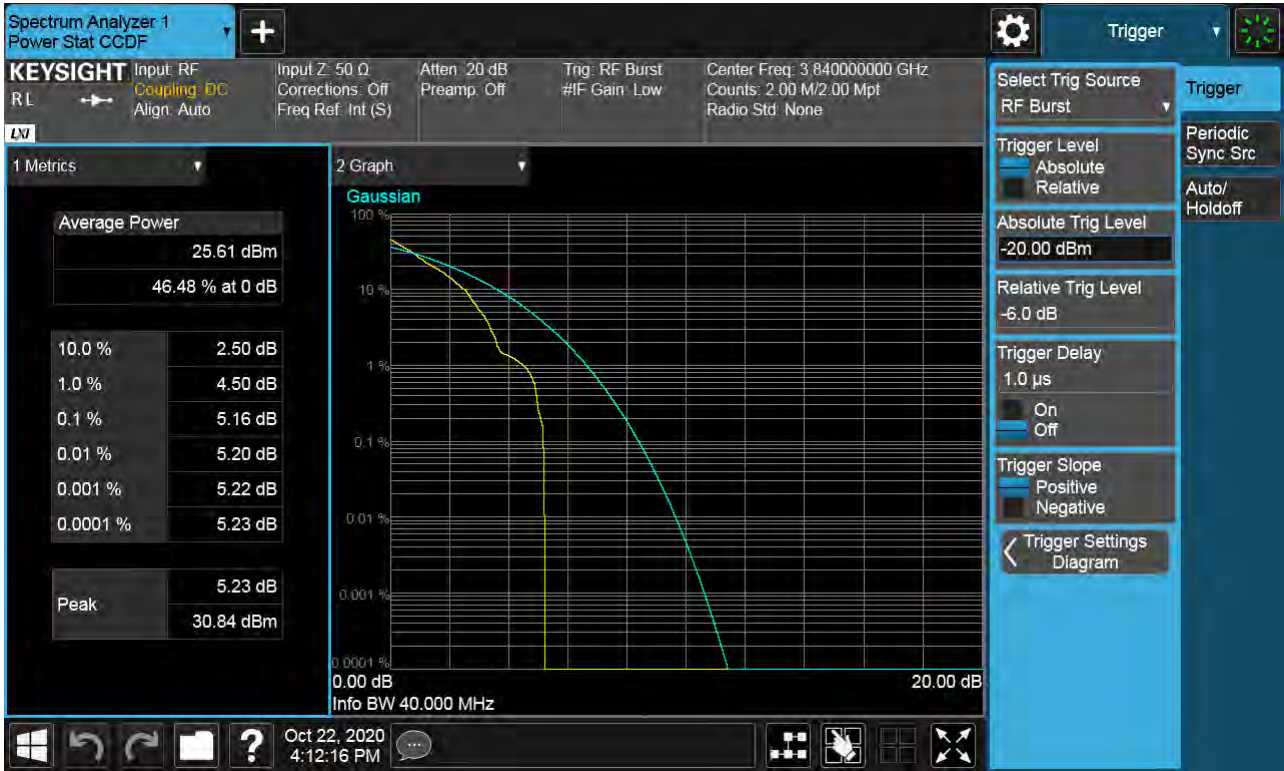 Spectrum Analyzer 1
Power Stat CCDF
+
Trigger
KEYSIGHT
RL
LXI
Input: RF
Coupling: DC
Align: Auto
Input Z: 50 Ω
Corrections: Off
Freq Ref: Int (S)
Atten: 20 dB
Preamp: Off
Trig: RF Burst
#IF Gain: Low
Center Freq: 3.840000000 GHz
Counts: 2.00 M/2.00 Mpt
Radio Std: None
1 Metrics
Average Power
25.61 dBm
46.48 % at 0 dB
10.0 % 2.50 dB
1.0 % 4.50 dB
0.1 % 5.16 dB
0.01 % 5.20 dB
0.001 % 5.22 dB
0.0001 % 5.23 dB
Peak
5.23 dB
30.84 dBm
2 Graph
Gaussian
100 %
10 %
1 %
0.1 %
0.01 %
0.001 %
0.0001 %
0.00 dB 20.00 dB
Info BW 40.000 MHz
Select Trig Source
RF Burst
Trigger Level
Absolute
Relative
Absolute Trig Level
-20.00 dBm
Relative Trig Level
-6.0 dB
Trigger Delay
1.0 µs
On
Off
Trigger Slope
Positive
Negative
Trigger Settings
Diagram
Trigger
Periodic
Sync Src
Auto/
Holdoff
?
Oct 22, 2020
4:12:16 PM